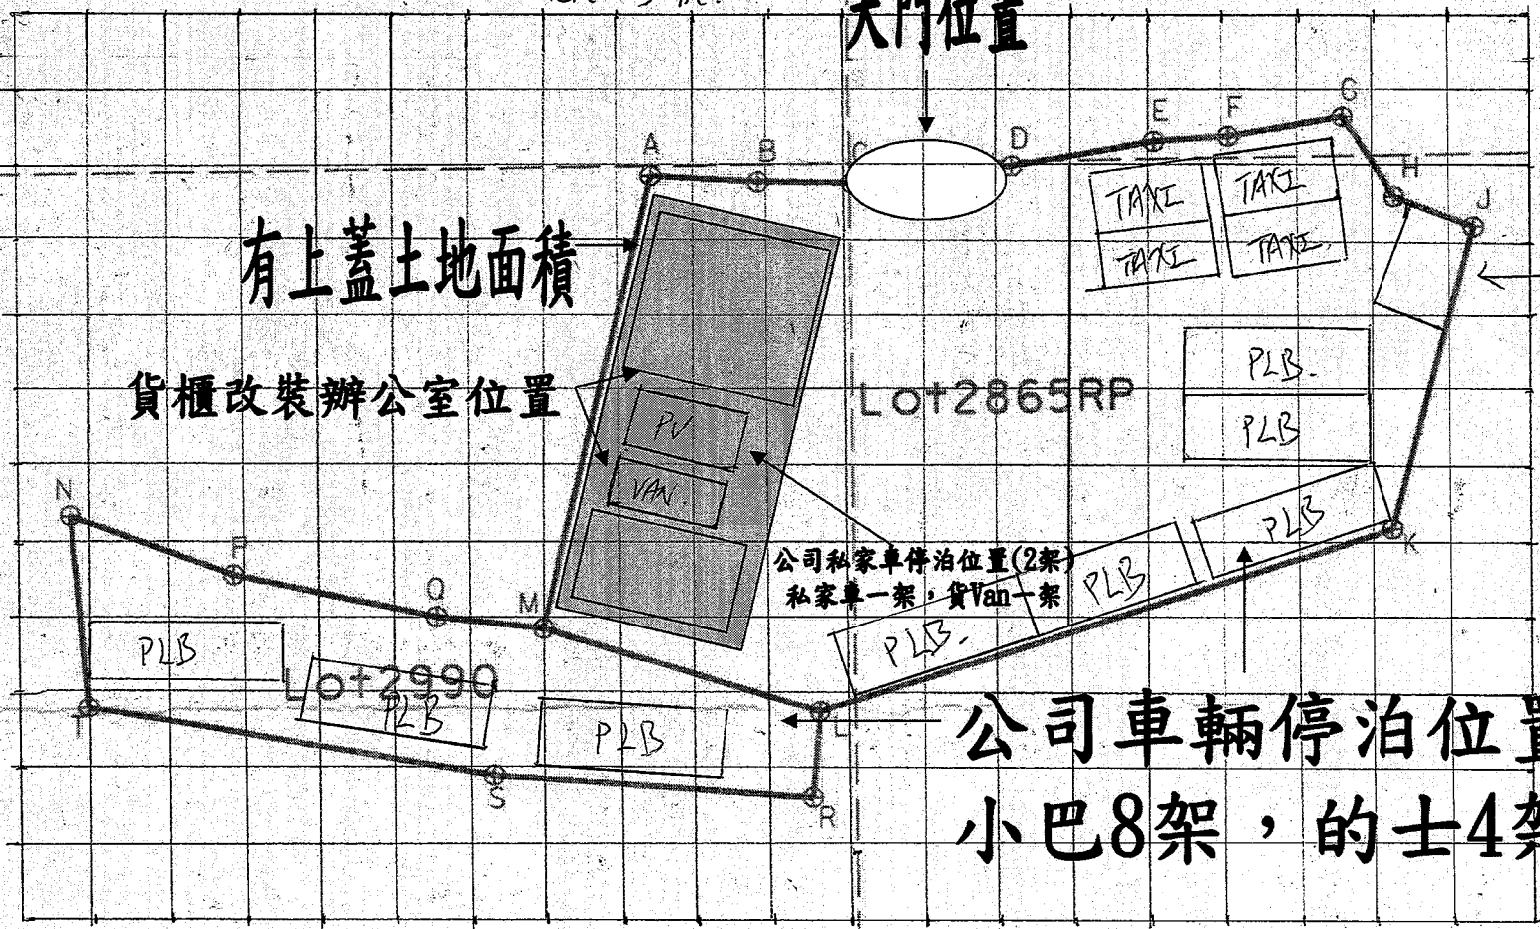 大門位置
A
B
C
D
E
F
G
H
J
TAXI
TAXI
TAXI
TAXI.
有上蓋土地面積
貨櫃改裝辦公室位置
Lot2865RP
PLB.
PLB
PV
VAN.
N
P
Q
M
K
公司私家車停泊位置(2架)
私家車一架，貨Van一架
PLB
PLB
PLB.
PLB
Lot2990
PLB
PLB
T
S
L
R
公司車輛停泊位置
小巴8架，的士4架